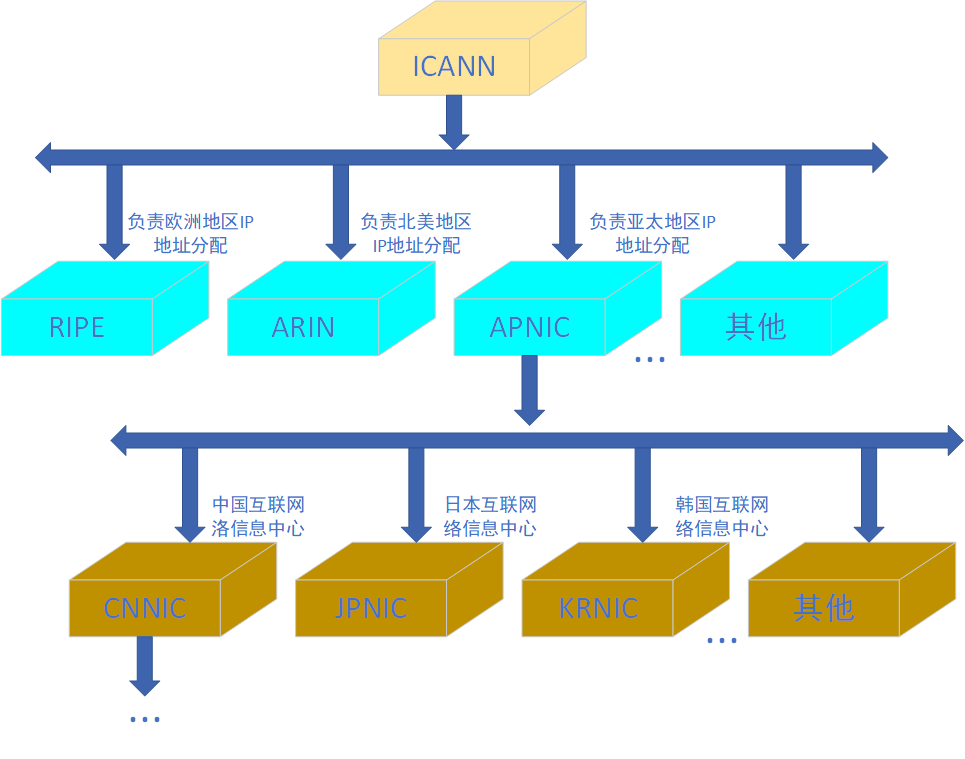 ICANN
负责欧洲地区IP
地址分配
负责北美地区
IP地址分配
负责亚太地区IP
地址分配
RIPE
ARIN
APNIC
...
其他
中国互联网
洛信息中心
日本互联网
络信息中心
韩国互联网
络信息中心
CNNIC
JPNIC
KRNIC
...
其他
...